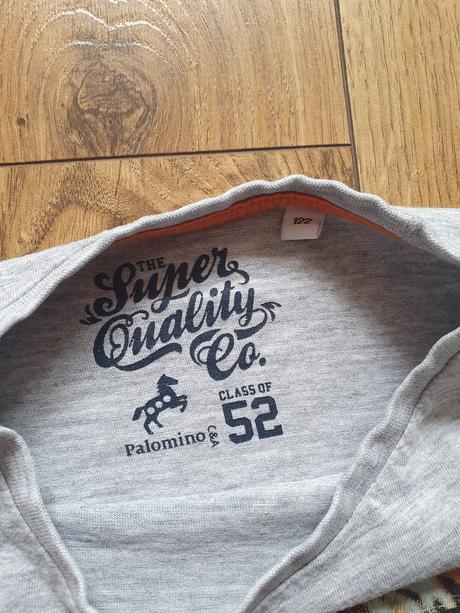 122
THE
Super
Quality
Co.
CLASS OF
52
Palomino
C&A